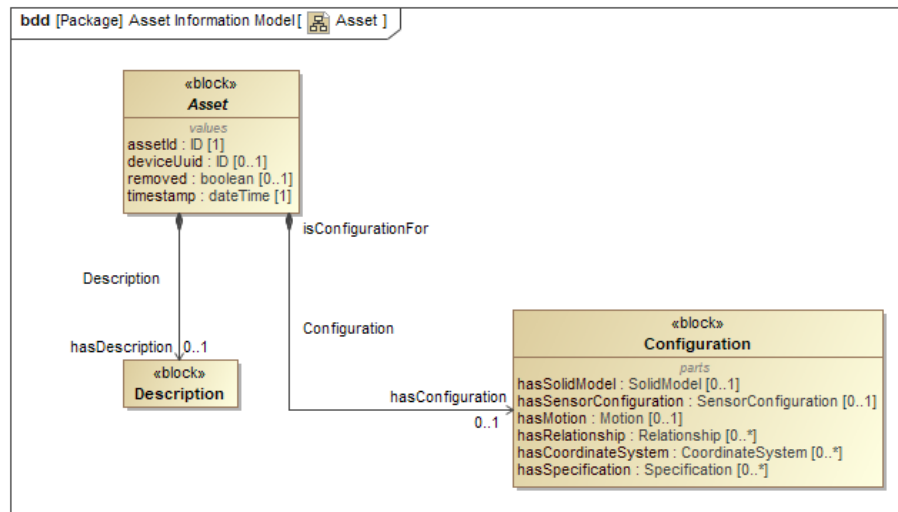 bdd [Package] Asset Information Model[ Asset ]
«block»
Asset
values
assetId : ID [1]
deviceUuid : ID [0..1]
removed : boolean [0..1]
timestamp : dateTime [1]
isConfigurationFor
Description
Configuration
hasDescription 0..1
«block»
Description
hasConfiguration
0..1
«block»
Configuration
parts
hasSolidModel : SolidModel [0..1]
hasSensorConfiguration : SensorConfiguration [0..1]
hasMotion : Motion [0..1]
hasRelationship : Relationship [0..*]
hasCoordinateSystem : CoordinateSystem [0..*]
hasSpecification : Specification [0..*]